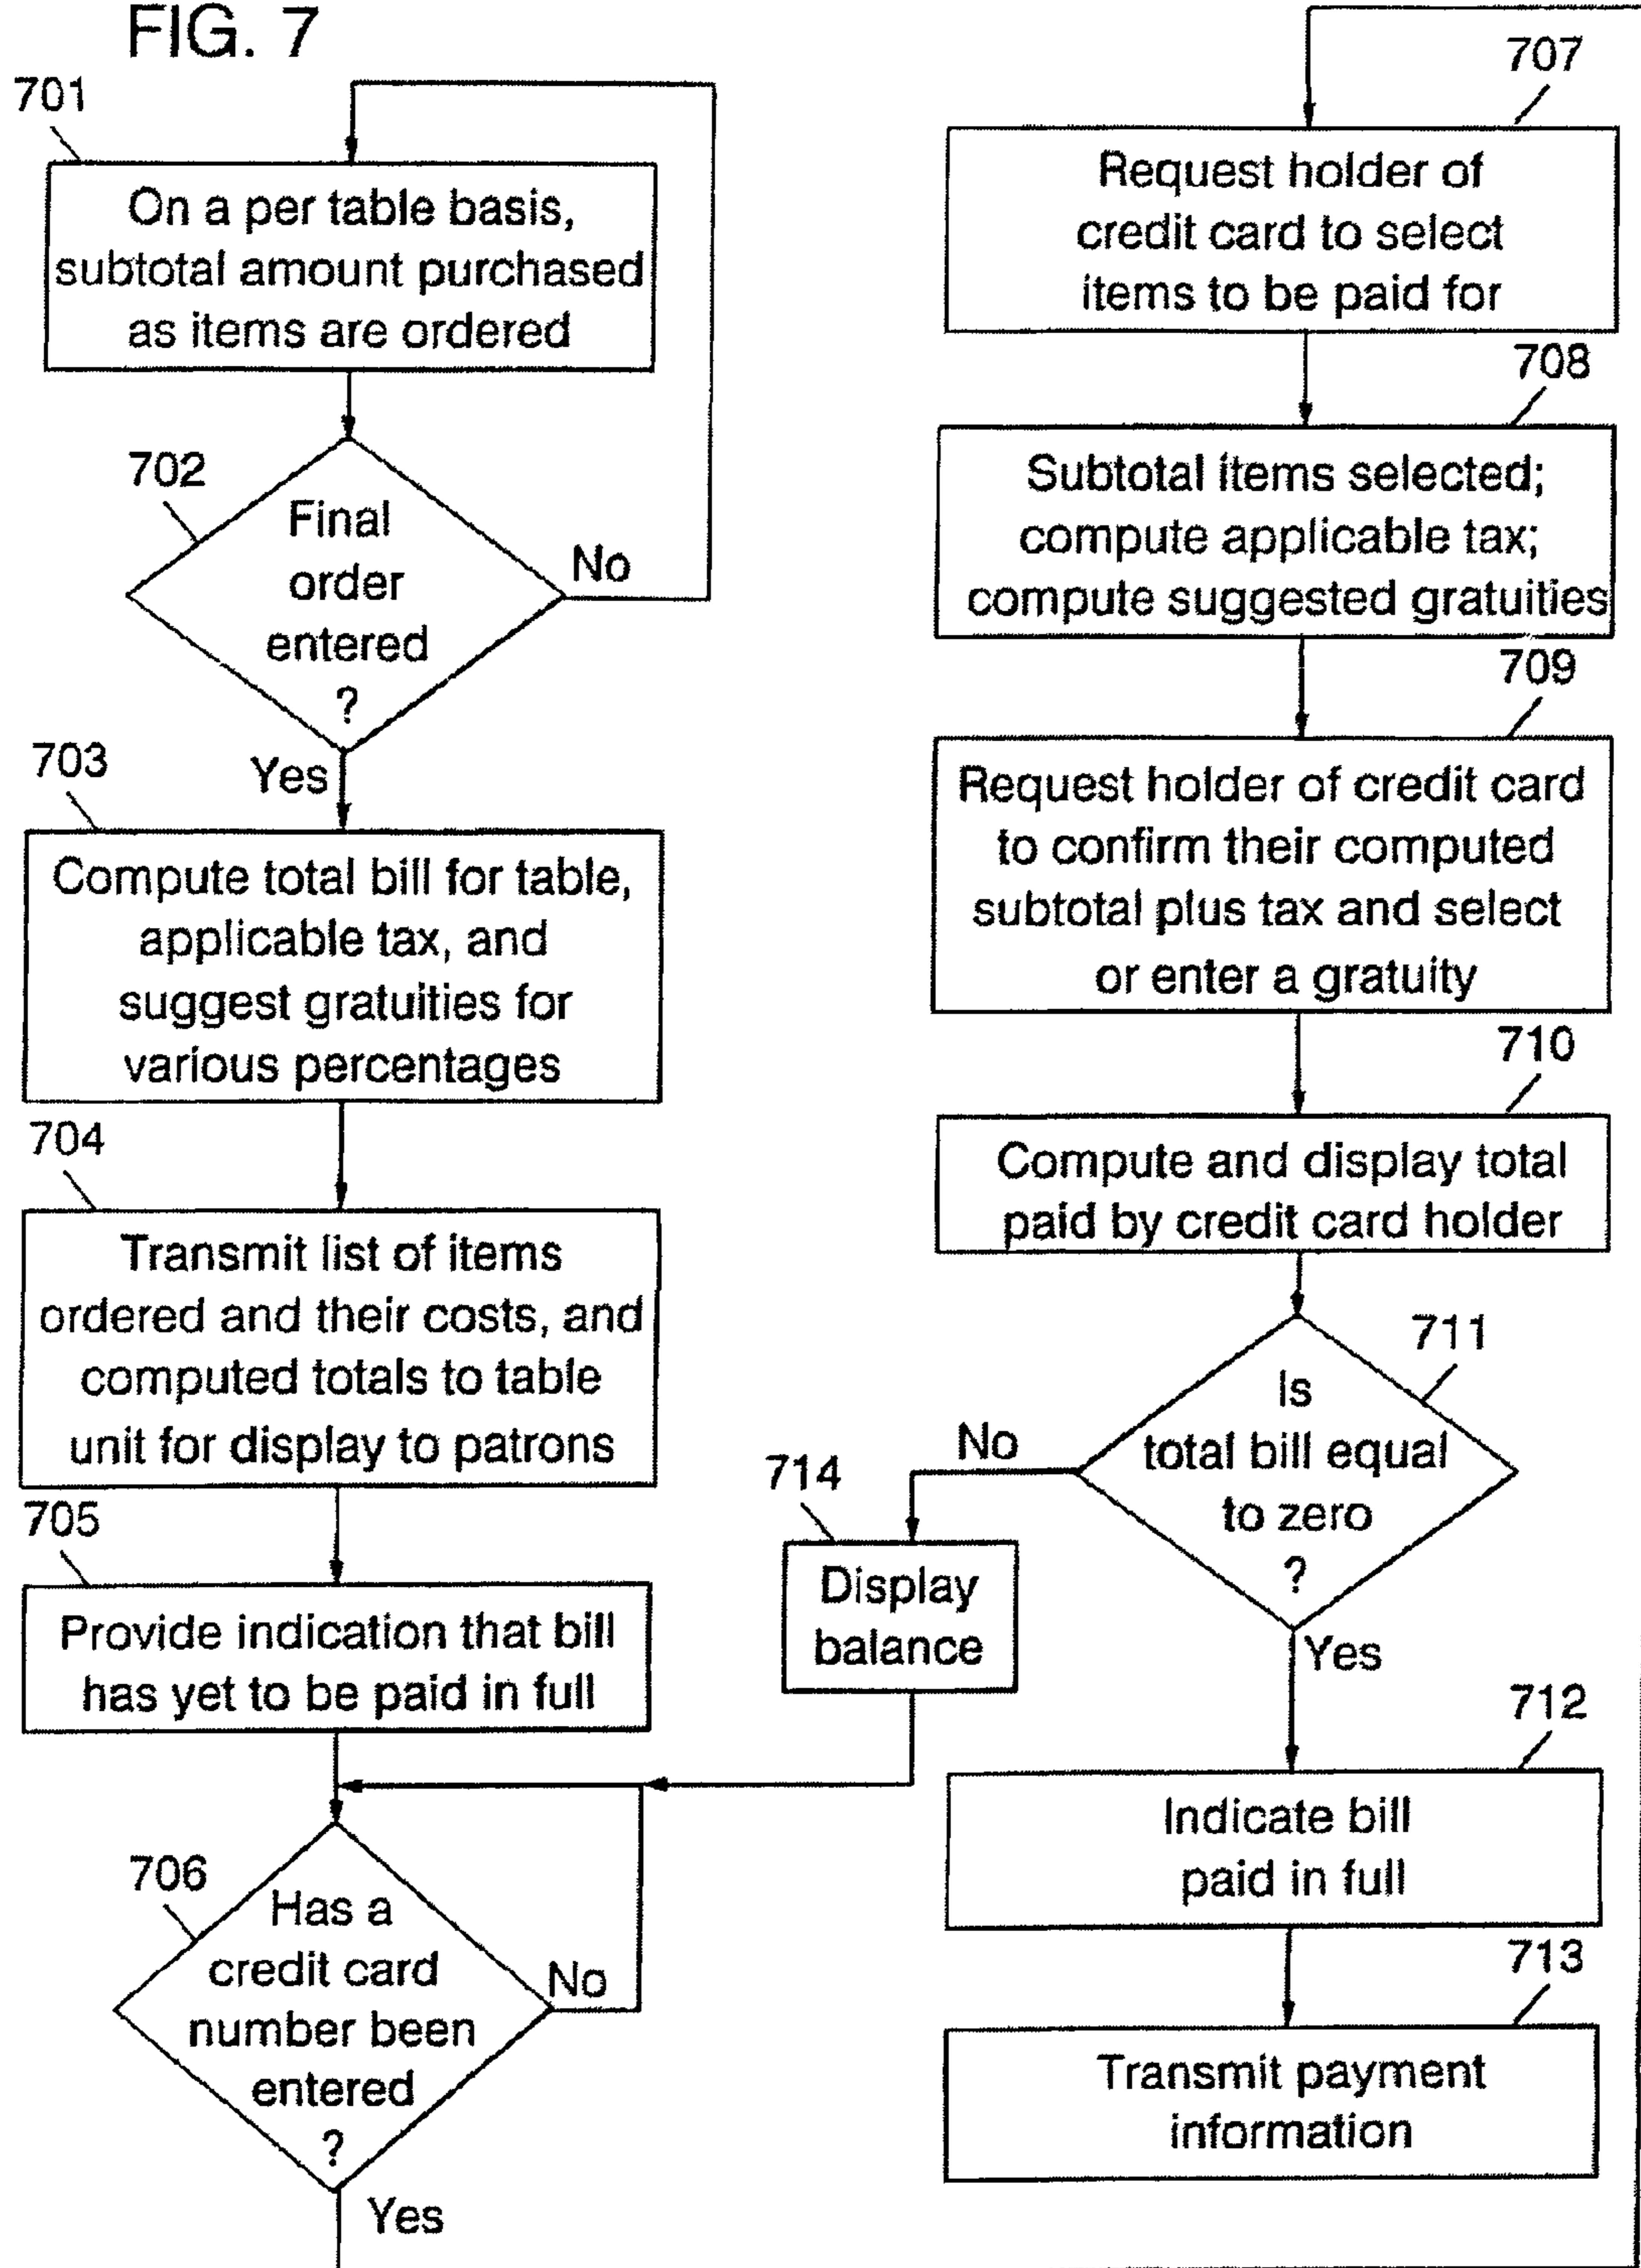 FIG. 7
701
On a per table basis,
subtotal amount purchased
as items are ordered
702
Final
order
entered
?
No
Yes
703
Compute total bill for table,
applicable tax, and
suggest gratuities for
various percentages
704
Transmit list of items
ordered and their costs, and
computed totals to table
unit for display to patrons
705
Provide indication that bill
has yet to be paid in full
706
Has a
credit card
number been
entered
?
No
Yes
707
Request holder of
credit card to select
items to be paid for
708
Subtotal items selected;
compute applicable tax;
compute suggested gratuities
709
Request holder of credit card
to confirm their computed
subtotal plus tax and select
or enter a gratuity
710
Compute and display total
paid by credit card holder
711
Is
total bill equal
to zero
?
No
714
Display
balance
Yes
712
Indicate bill
paid in full
713
Transmit payment
information